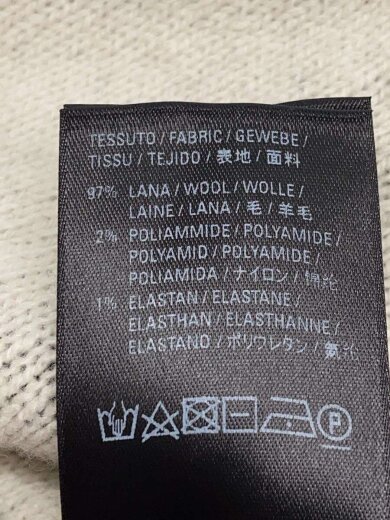 TESSUTO / FABRIC / GEWEBE /
TISSU / TEJIDO / 表地 / 面料
97% LANA / WOOL / WOLLE /
LAINE / LANA / 毛 / 羊毛
2% POLIAMMIDE / POLYAMIDE /
POLYAMID / POLYAMIDE /
POLIAMIDA / ナイロン / 锦纶
1% ELASTAN / ELASTANE /
ELASTHAN / ELASTHANNE /
ELASTANO / ポリウレタン / 氨纶
P